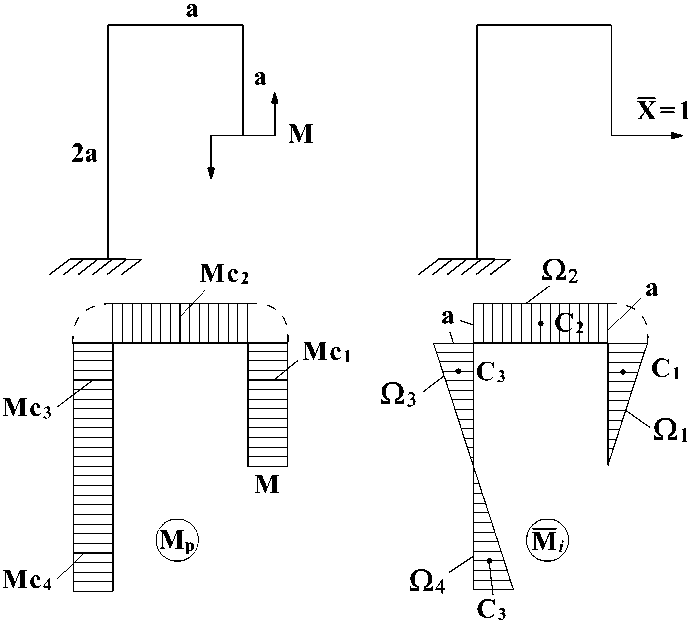 a
a
M
2a
X̅=1
Mc₂
Mc₁
Mc₃
M
Mₚ
Mc₄
Ω₂
a
a
C₂
C₃
C₁
Ω₃
Ω₁
M̅ᵢ
Ω₄
C₃